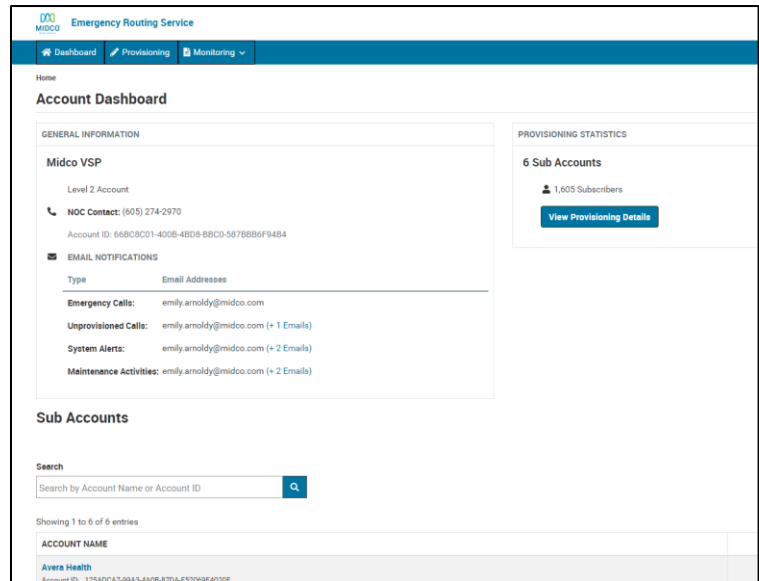 MIDCO
Emergency Routing Service
Dashboard
Provisioning
Monitoring
Home
Account Dashboard
GENERAL INFORMATION
Midco VSP
Level 2 Account
NOC Contact: (605) 274-2970
Account ID: 66BC8C01-400B-4BD8-BBC0-587BBB6F94B4
EMAIL NOTIFICATIONS
Type Email Addresses
Emergency Calls: emily.arnoldy@midco.com
Unprovisioned Calls: emily.arnoldy@midco.com (+ 1 Emails)
System Alerts: emily.arnoldy@midco.com (+ 2 Emails)
Maintenance Activities: emily.arnoldy@midco.com (+ 2 Emails)
PROVISIONING STATISTICS
6 Sub Accounts
1,605 Subscribers
View Provisioning Details
Sub Accounts
Search
Search by Account Name or Account ID
Showing 1 to 6 of 6 entries
ACCOUNT NAME
Avera Health
Account ID: